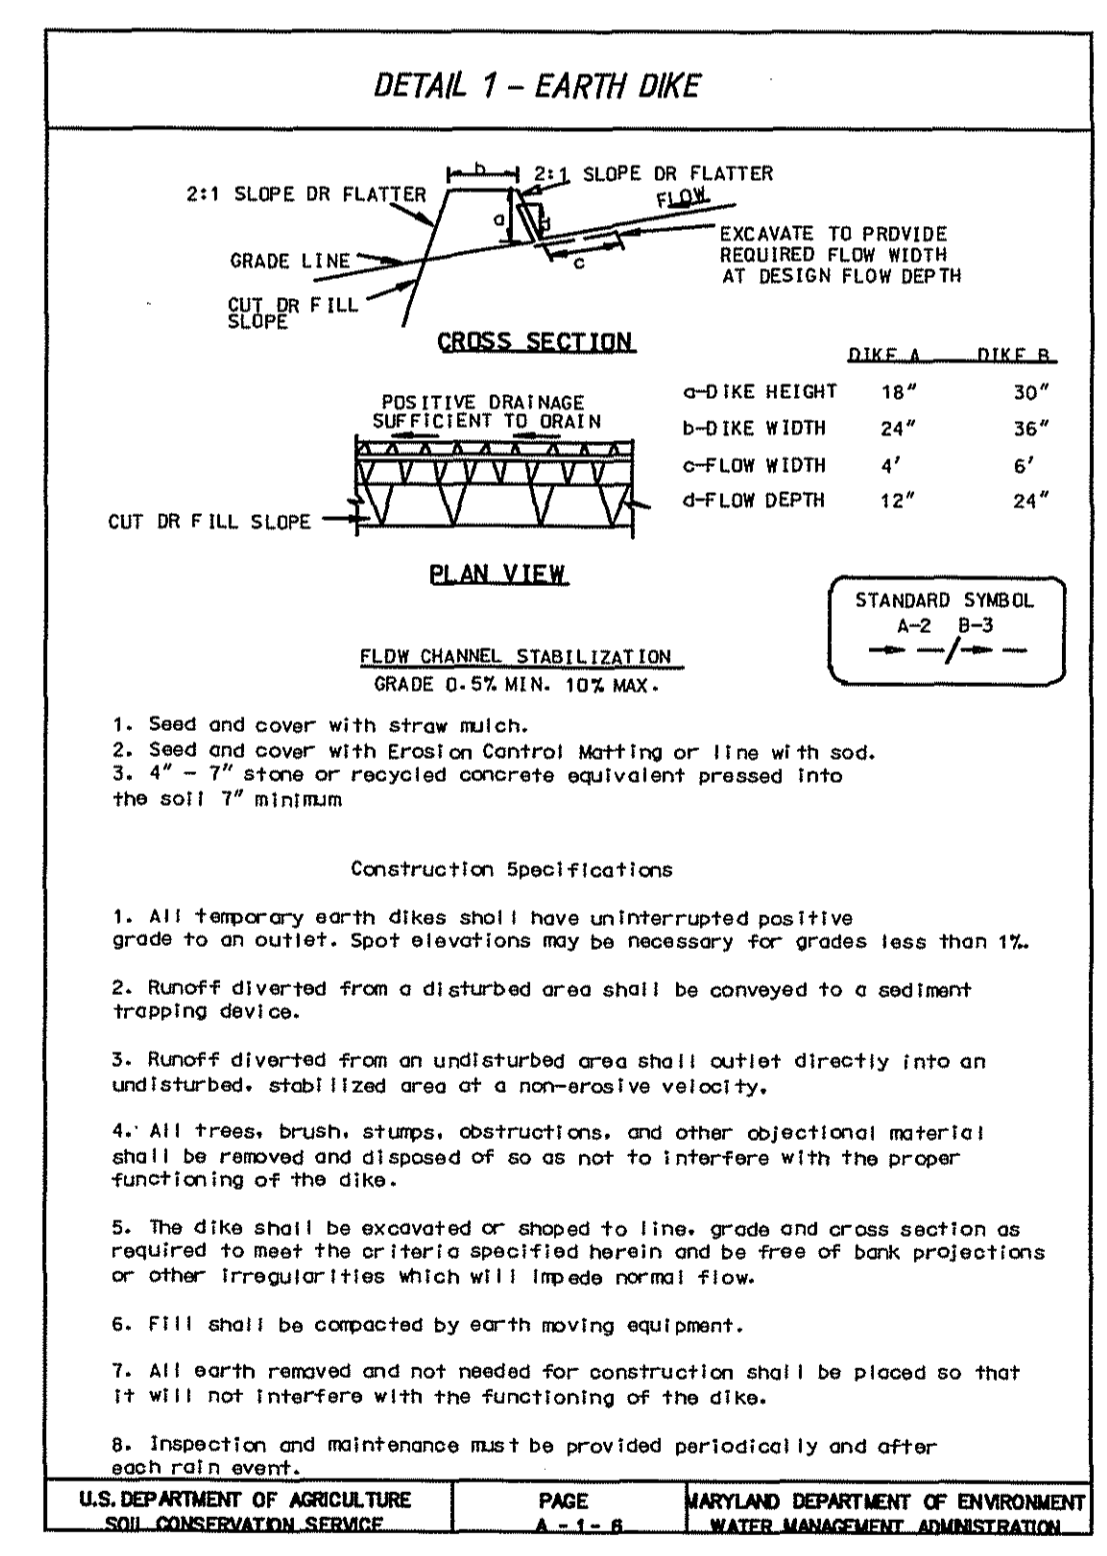 DETAIL 1 - EARTH DIKE
b
2:1 SLOPE DR FLATTER
2:1 SLOPE DR FLATTER
FLOW
a
d
EXCAVATE TO PROVIDE
REQUIRED FLOW WIDTH
AT DESIGN FLOW DEPTH
c
GRADE LINE
CUT DR FILL
SLOPE
CROSS SECTION
DIKE A DIKE B
a-DIKE HEIGHT 18" 30"
b-DIKE WIDTH 24" 36"
c-FLOW WIDTH 4' 6'
d-FLOW DEPTH 12" 24"
POSITIVE DRAINAGE
SUFFICIENT TO DRAIN
CUT DR FILL SLOPE
PLAN VIEW
STANDARD SYMBOL
A-2 B-3
FLOW CHANNEL STABILIZATION
GRADE 0.5% MIN. 10% MAX.
1. Seed and cover with straw mulch.
2. Seed and cover with Erosion Control Matting or line with sod.
3. 4" - 7" stone or recycled concrete equivalent pressed into
the soil 7" minimum
Construction Specifications
1. All temporary earth dikes shall have uninterrupted positive
grade to an outlet. Spot elevations may be necessary for grades less than 1%.
2. Runoff diverted from a disturbed area shall be conveyed to a sediment
trapping device.
3. Runoff diverted from an undisturbed area shall outlet directly into an
undisturbed, stabilized area at a non-erosive velocity.
4. All trees, brush, stumps, obstructions, and other objectional material
shall be removed and disposed of so as not to interfere with the proper
functioning of the dike.
5. The dike shall be excavated or shaped to line, grade and cross section as
required to meet the criteria specified herein and be free of bank projections
or other irregularities which will impede normal flow.
6. Fill shall be compacted by earth moving equipment.
7. All earth removed and not needed for construction shall be placed so that
it will not interfere with the functioning of the dike.
8. Inspection and maintenance must be provided periodically and after
each rain event.
U.S. DEPARTMENT OF AGRICULTURE
SOIL CONSERVATION SERVICE
PAGE
A - 1 - 6
MARYLAND DEPARTMENT OF ENVIRONMENT
WATER MANAGEMENT ADMINISTRATION